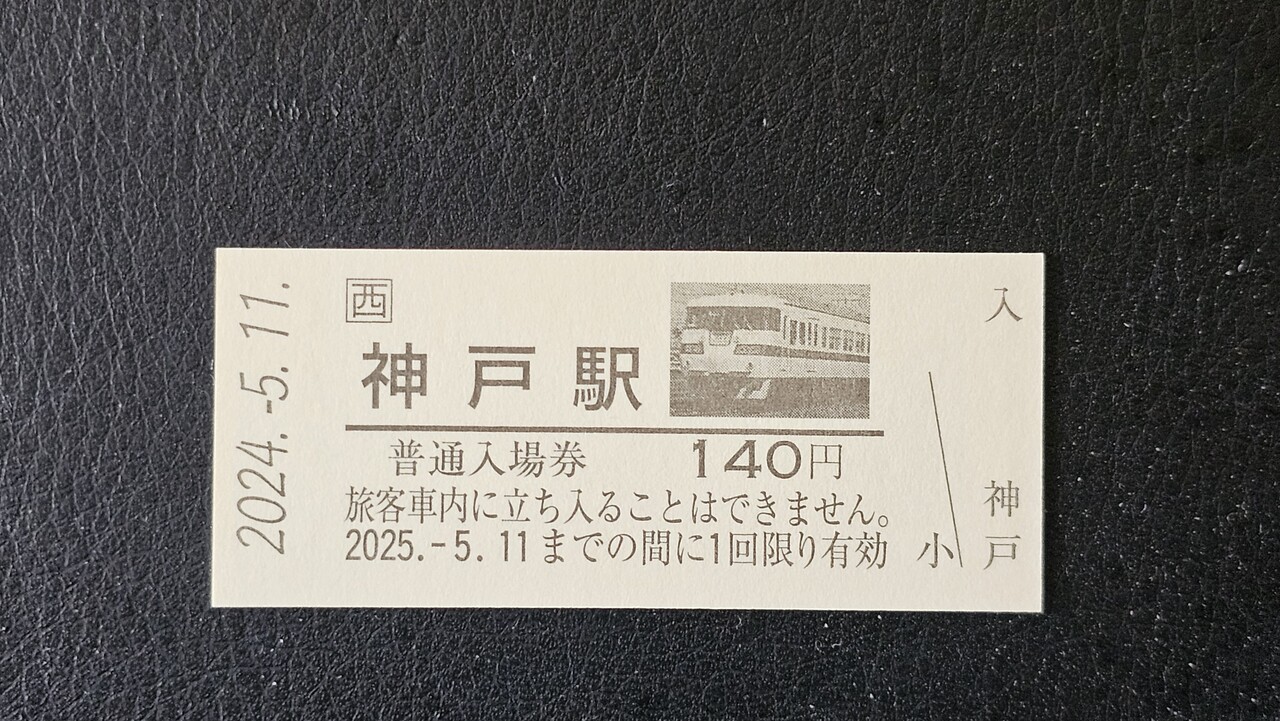 2024.-5.11.
西
神戸駅
普通入場券 140円
旅客車内に立ち入ることはできません。
2025.-5.11までの間に1回限り有効
小
入
神戸